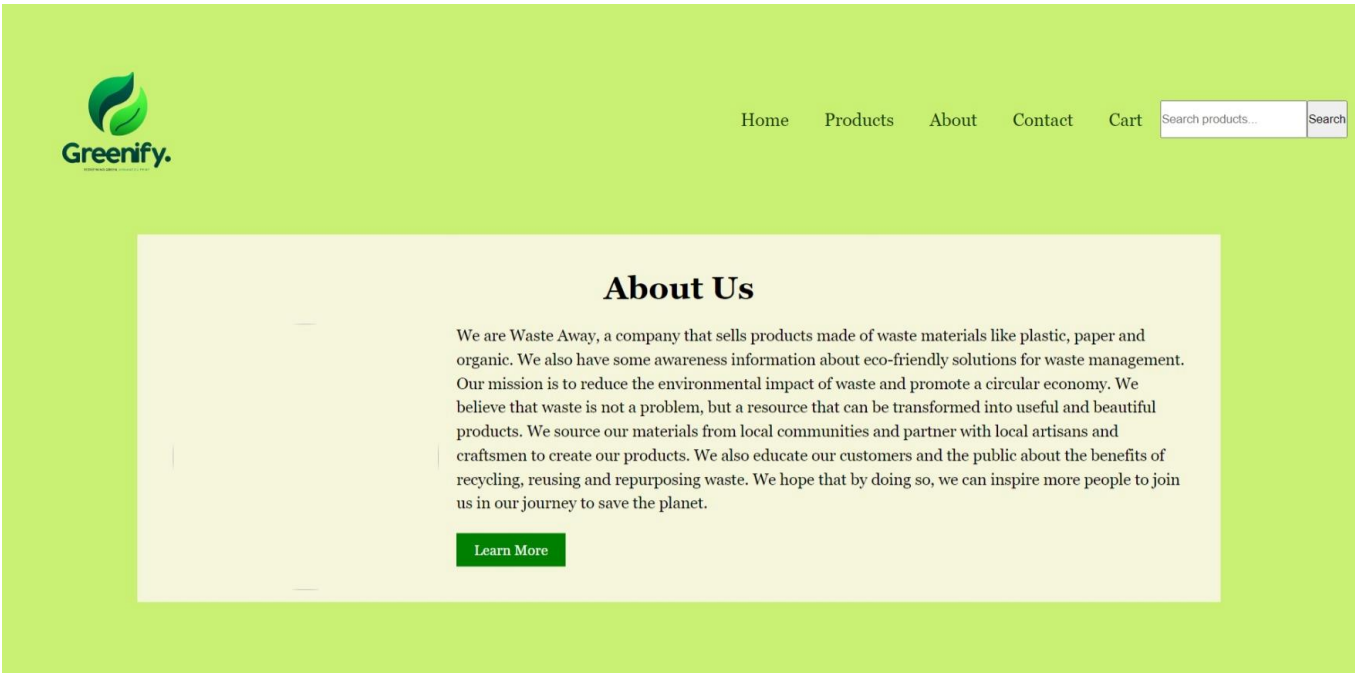 Greenify.
Home Products About Contact Cart Search products... Search
About Us
We are Waste Away, a company that sells products made of waste materials like plastic, paper and
organic. We also have some awareness information about eco-friendly solutions for waste management.
Our mission is to reduce the environmental impact of waste and promote a circular economy. We
believe that waste is not a problem, but a resource that can be transformed into useful and beautiful
products. We source our materials from local communities and partner with local artisans and
craftsmen to create our products. We also educate our customers and the public about the benefits of
recycling, reusing and repurposing waste. We hope that by doing so, we can inspire more people to join
us in our journey to save the planet.
Learn More